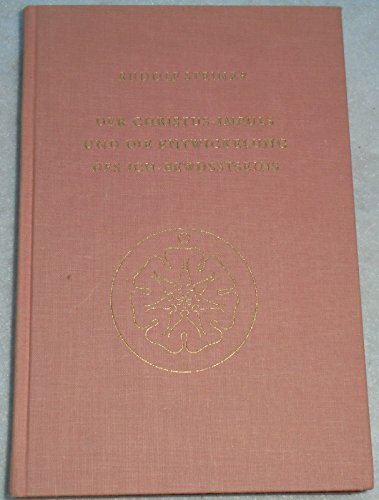 RUDOLF STEINER
DER CHRISTUS-IMPULS
UND DIE ENTWICKELUNG
DES ICH-BEWUSSTSEINS